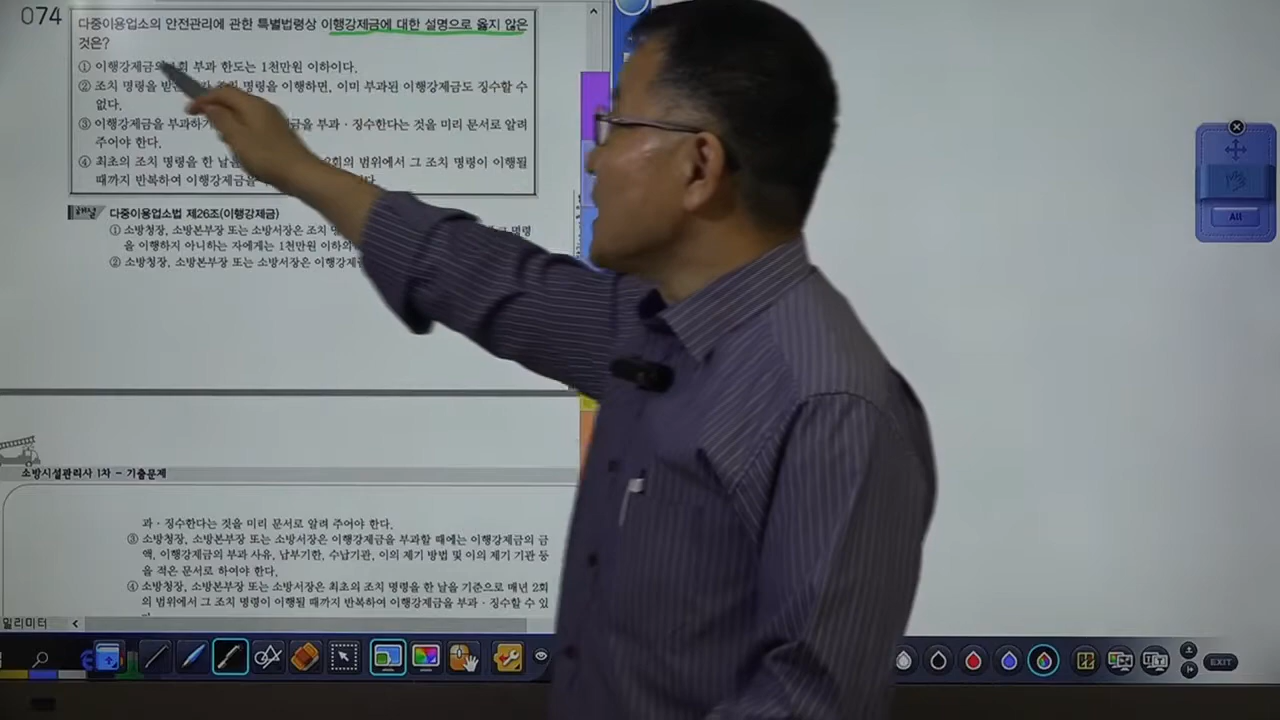 074
다중이용업소의 안전관리에 관한 특별법령상 이행강제금에 대한 설명으로 옳지 않은
것은?
① 이행강제금의 1회 부과 한도는 1천만원 이하이다.
② 조치 명령을 받은 조치 명령을 이행하면, 이미 부과된 이행강제금도 징수할 수
없다.
③ 이행강제금을 부과하기 금을 부과·징수한다는 것을 미리 문서로 알려
주어야 한다.
④ 최초의 조치 명령을 한 날을 2회의 범위에서 그 조치 명령이 이행될
때까지 반복하여 이행강제금을
해설 다중이용업소법 제26조(이행강제금)
① 소방청장, 소방본부장 또는 소방서장은 조치 명령
을 이행하지 아니하는 자에게는 1천만원 이하의
② 소방청장, 소방본부장 또는 소방서장은 이행강제금
소방시설관리사 1차 - 기출문제
과·징수한다는 것을 미리 문서로 알려 주어야 한다.
③ 소방청장, 소방본부장 또는 소방서장은 이행강제금을 부과할 때에는 이행강제금의 금
액, 이행강제금의 부과 사유, 납부기한, 수납기관, 이의 제기 방법 및 이의 제기 기관 등
을 적은 문서로 하여야 한다.
④ 소방청장, 소방본부장 또는 소방서장은 최초의 조치 명령을 한 날을 기준으로 매년 2회
의 범위에서 그 조치 명령이 이행될 때까지 반복하여 이행강제금을 부과·징수할 수 있
밀리미터
All
EXIT